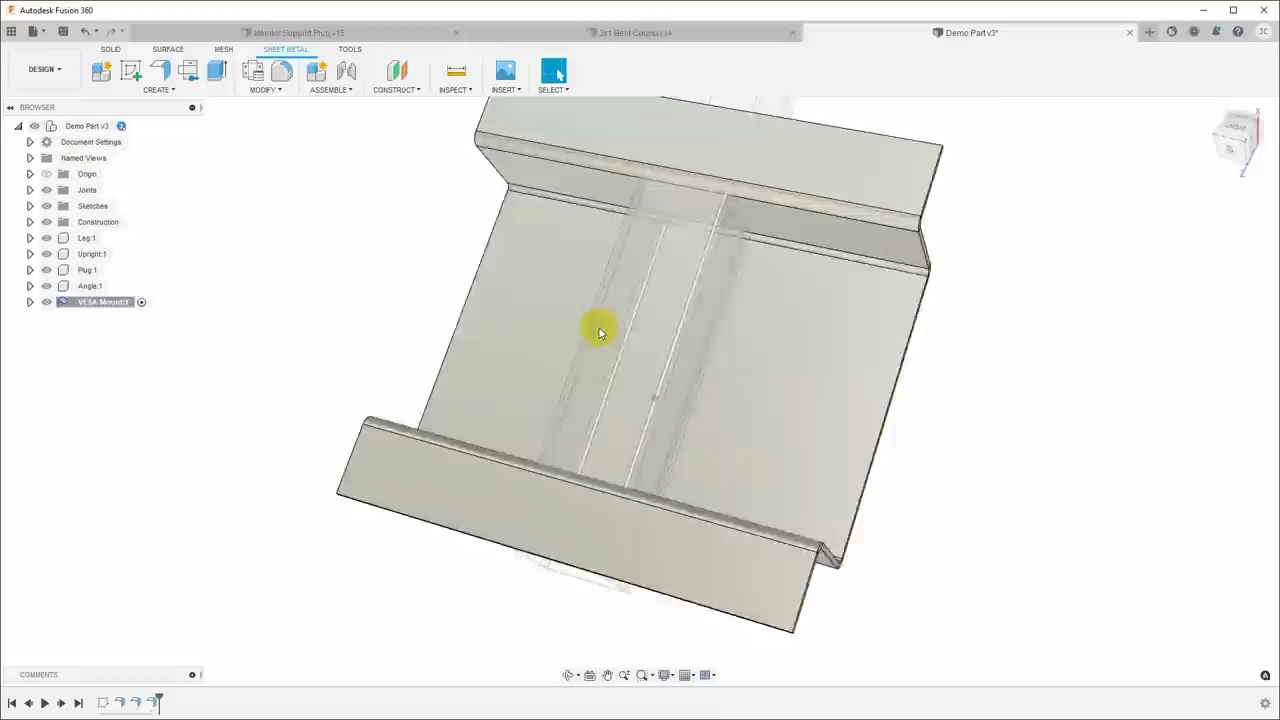 Autodesk Fusion 360
Monitor Support Plus v15
3x1 Bent Coupon v4
Demo Part v3*
JC
SOLID SURFACE MESH SHEET METAL TOOLS
DESIGN
CREATE MODIFY ASSEMBLE CONSTRUCT INSPECT INSERT SELECT
BROWSER
Demo Part v3
Document Settings
Named Views
Origin
Joints
Sketches
Construction
Leg:1
Upright:1
Plug:1
Angle:1
VESA Mount:1
X
RIGHT
Z
COMMENTS